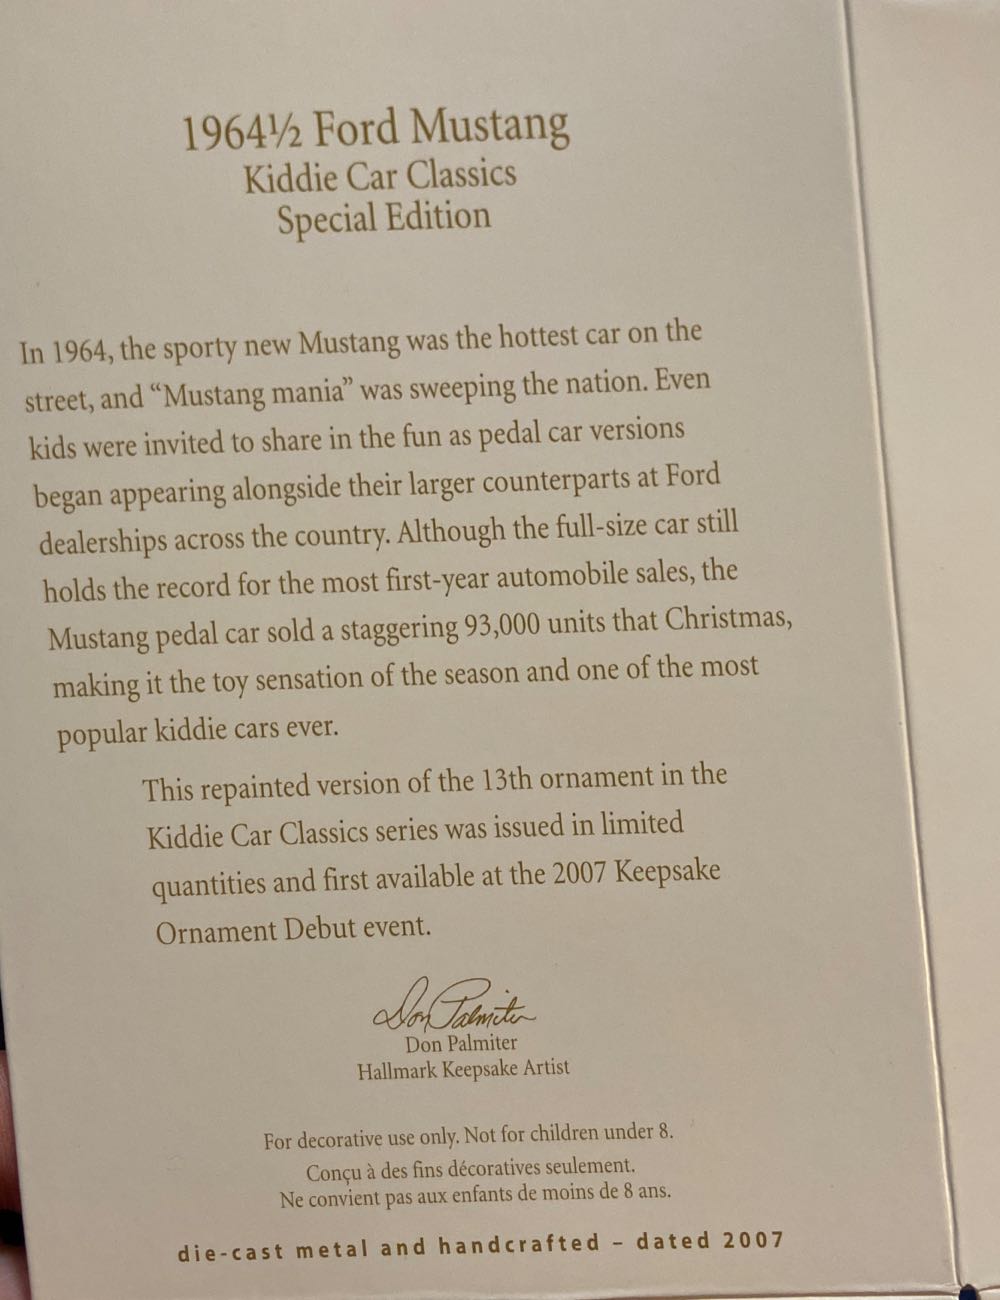 1964½ Ford Mustang
Kiddie Car Classics
Special Edition
In 1964, the sporty new Mustang was the hottest car on the
street, and “Mustang mania” was sweeping the nation. Even
kids were invited to share in the fun as pedal car versions
began appearing alongside their larger counterparts at Ford
dealerships across the country. Although the full-size car still
holds the record for the most first-year automobile sales, the
Mustang pedal car sold a staggering 93,000 units that Christmas,
making it the toy sensation of the season and one of the most
popular kiddie cars ever.
This repainted version of the 13th ornament in the
Kiddie Car Classics series was issued in limited
quantities and first available at the 2007 Keepsake
Ornament Debut event.
Don Palmiter
Don Palmiter
Hallmark Keepsake Artist
For decorative use only. Not for children under 8.
Conçu à des fins décoratives seulement.
Ne convient pas aux enfants de moins de 8 ans.
die-cast metal and handcrafted – dated 2007